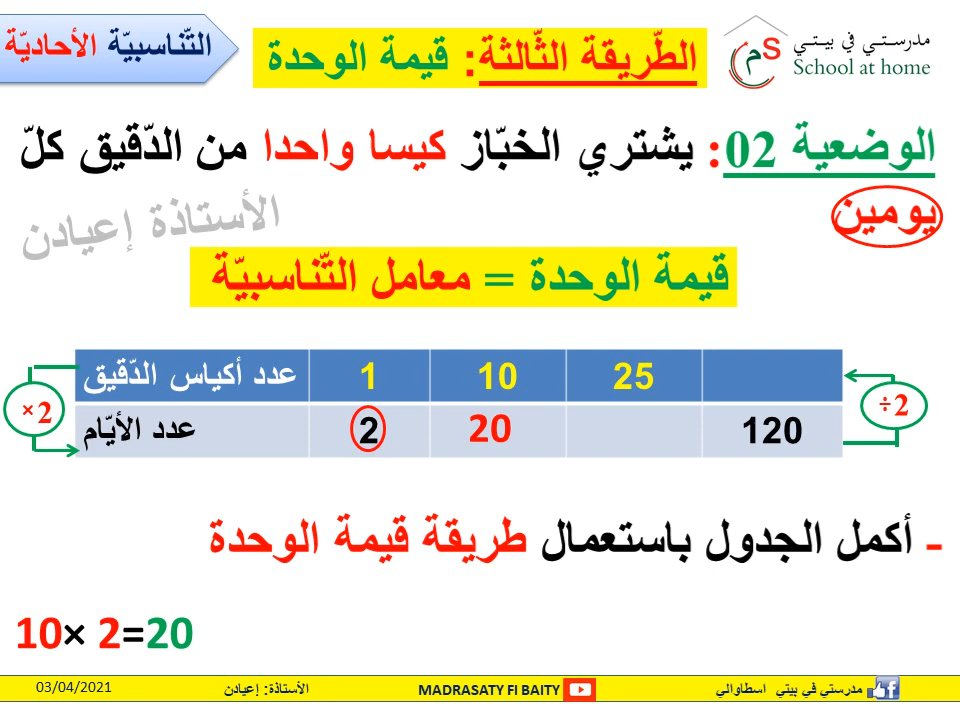 التّناسبيّة الأحاديّة
الطّريقة الثّالثة: قيمة الوحدة
مدرستي في بيتي
School at home
S م
الوضعية 02: يشتري الخبّاز كيسا واحدا من الدّقيق كلّ
يومين
الأستاذة إعيادن
قيمة الوحدة = معامل التّناسبيّة
عدد أكياس الدّقيق 1 10 25
عدد الأيّام 2 20 120
×2
÷2
- أكمل الجدول باستعمال طريقة قيمة الوحدة
10× 2=20
03/04/2021
الأستاذة: إعيادن
MADRASATY FI BAITY
مدرستي في بيتي اسطاوالي